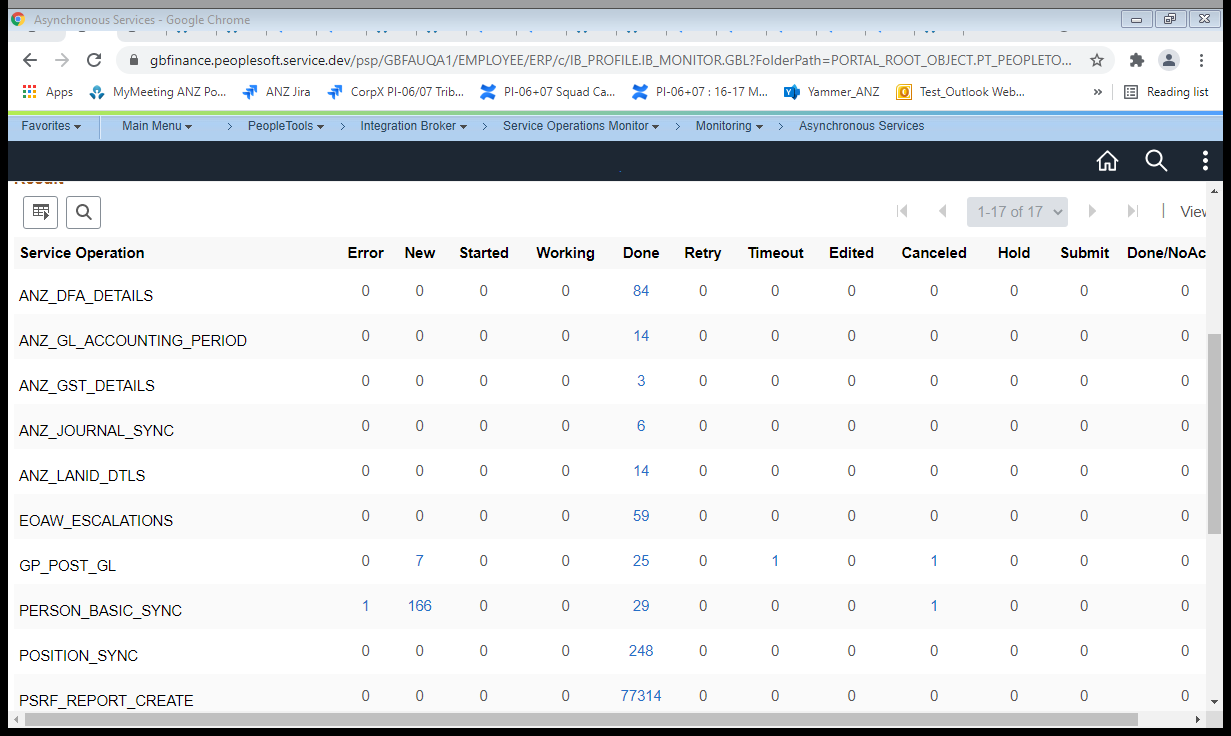 Asynchronous Services - Google Chrome
gbfinance.peoplesoft.service.dev/psp/GBFAUQA1/EMPLOYEE/ERP/c/IB_PROFILE.IB_MONITOR.GBL?FolderPath=PORTAL_ROOT_OBJECT.PT_PEOPLETO...
Apps MyMeeting ANZ Po... ANZ Jira CorpX PI-06/07 Trib... PI-06+07 Squad Ca... PI-06+07 : 16-17 M... Yammer_ANZ Test_Outlook Web... » Reading list
Favorites Main Menu > PeopleTools > Integration Broker > Service Operations Monitor > Monitoring > Asynchronous Services
Result
1-17 of 17 | View
Service Operation Error New Started Working Done Retry Timeout Edited Canceled Hold Submit Done/NoAc
ANZ_DFA_DETAILS 0 0 0 0 84 0 0 0 0 0 0 0
ANZ_GL_ACCOUNTING_PERIOD 0 0 0 0 14 0 0 0 0 0 0 0
ANZ_GST_DETAILS 0 0 0 0 3 0 0 0 0 0 0 0
ANZ_JOURNAL_SYNC 0 0 0 0 6 0 0 0 0 0 0 0
ANZ_LANID_DTLS 0 0 0 0 14 0 0 0 0 0 0 0
EOAW_ESCALATIONS 0 0 0 0 59 0 0 0 0 0 0 0
GP_POST_GL 0 7 0 0 25 0 1 0 1 0 0 0
PERSON_BASIC_SYNC 1 166 0 0 29 0 0 0 1 0 0 0
POSITION_SYNC 0 0 0 0 248 0 0 0 0 0 0 0
PSRF_REPORT_CREATE 0 0 0 0 77314 0 0 0 0 0 0 0